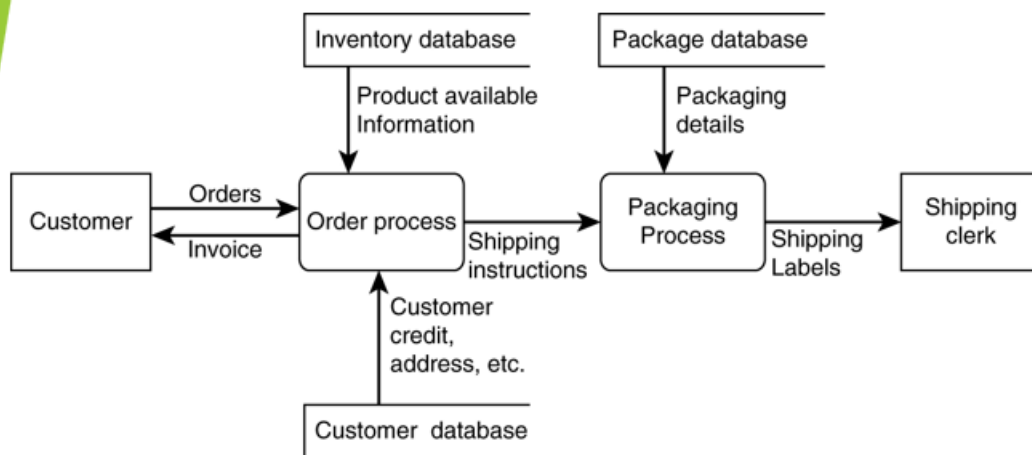 Inventory database
Package database
Product available
Information
Packaging
details
Customer
Orders
Invoice
Order process
Shipping
instructions
Packaging
Process
Shipping
Labels
Shipping
clerk
Customer
credit,
address, etc.
Customer database